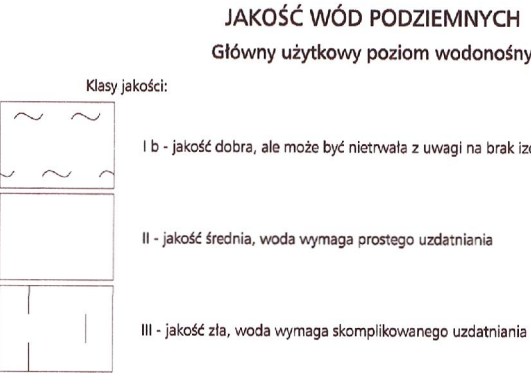 JAKOŚĆ WÓD PODZIEMNYCH
Główny użytkowy poziom wodonośny
Klasy jakości:
I b - jakość dobra, ale może być nietrwała z uwagi na brak
II - jakość średnia, woda wymaga prostego uzdatniania
III - jakość zła, woda wymaga skomplikowanego uzdatniania